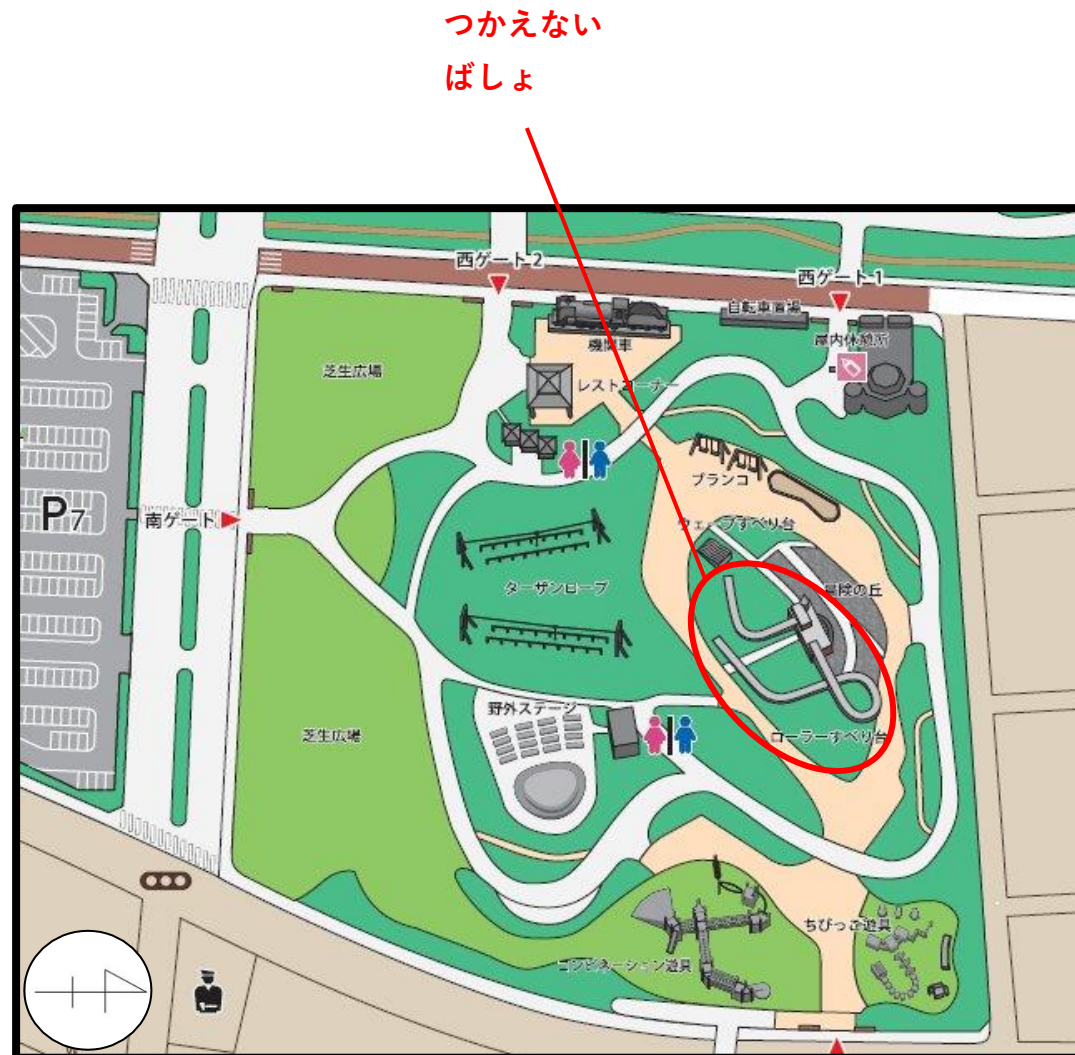 つかえない
ばしょ
西ゲート-2
西ゲート-1
自転車置場
機関車
屋内休憩所
芝生広場
レストコーナー
ブランコ
P7
南ゲート
ウェーブすべり台
ターザンロープ
冒険の丘
野外ステージ
芝生広場
ローラーすべり台
ちびっこ遊具
コンビネーション遊具